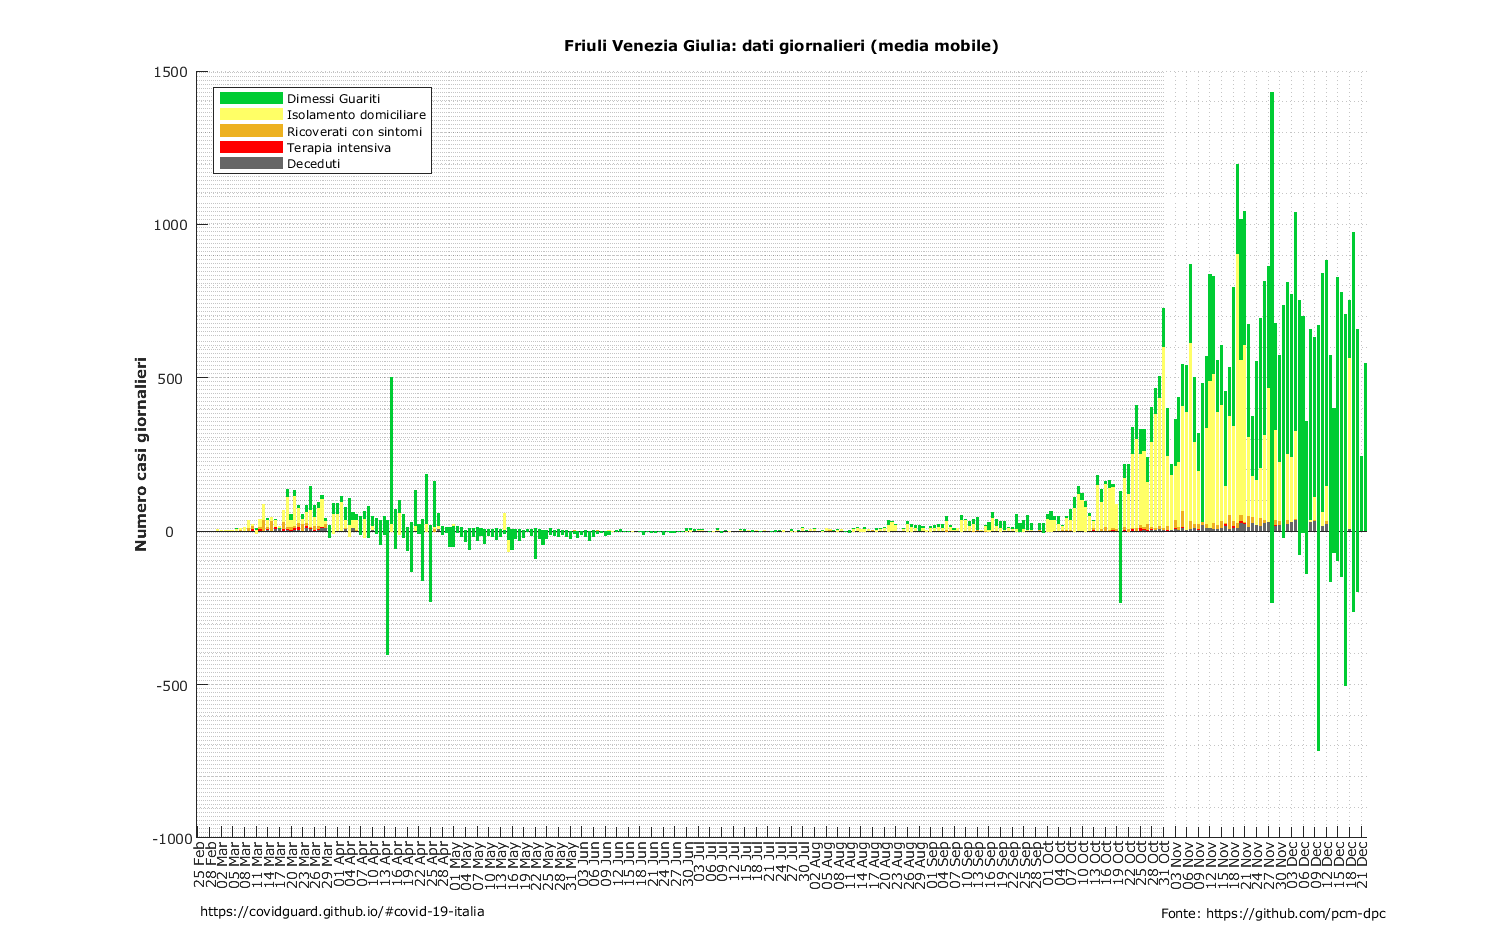 Friuli Venezia Giulia: dati giornalieri (media mobile)
Numero casi giornalieri
1500
1000
500
0
-500
-1000
Dimessi Guariti
Isolamento domiciliare
Ricoverati con sintomi
Terapia intensiva
Deceduti
25 Feb
28 Feb
02 Mar
05 Mar
08 Mar
11 Mar
14 Mar
17 Mar
20 Mar
23 Mar
26 Mar
29 Mar
01 Apr
04 Apr
07 Apr
10 Apr
13 Apr
16 Apr
19 Apr
22 Apr
25 Apr
28 Apr
01 May
04 May
07 May
10 May
13 May
16 May
19 May
22 May
25 May
28 May
31 May
03 Jun
06 Jun
09 Jun
12 Jun
15 Jun
18 Jun
21 Jun
24 Jun
27 Jun
30 Jun
03 Jul
06 Jul
09 Jul
12 Jul
15 Jul
18 Jul
21 Jul
24 Jul
27 Jul
30 Jul
02 Aug
05 Aug
08 Aug
11 Aug
14 Aug
17 Aug
20 Aug
23 Aug
26 Aug
29 Aug
01 Sep
04 Sep
07 Sep
10 Sep
13 Sep
16 Sep
19 Sep
22 Sep
25 Sep
28 Sep
01 Oct
04 Oct
07 Oct
10 Oct
13 Oct
16 Oct
19 Oct
22 Oct
25 Oct
28 Oct
31 Oct
03 Nov
06 Nov
09 Nov
12 Nov
15 Nov
18 Nov
21 Nov
24 Nov
27 Nov
30 Nov
03 Dec
06 Dec
09 Dec
12 Dec
15 Dec
18 Dec
21 Dec
https://covidguard.github.io/#covid-19-italia
Fonte: https://github.com/pcm-dpc